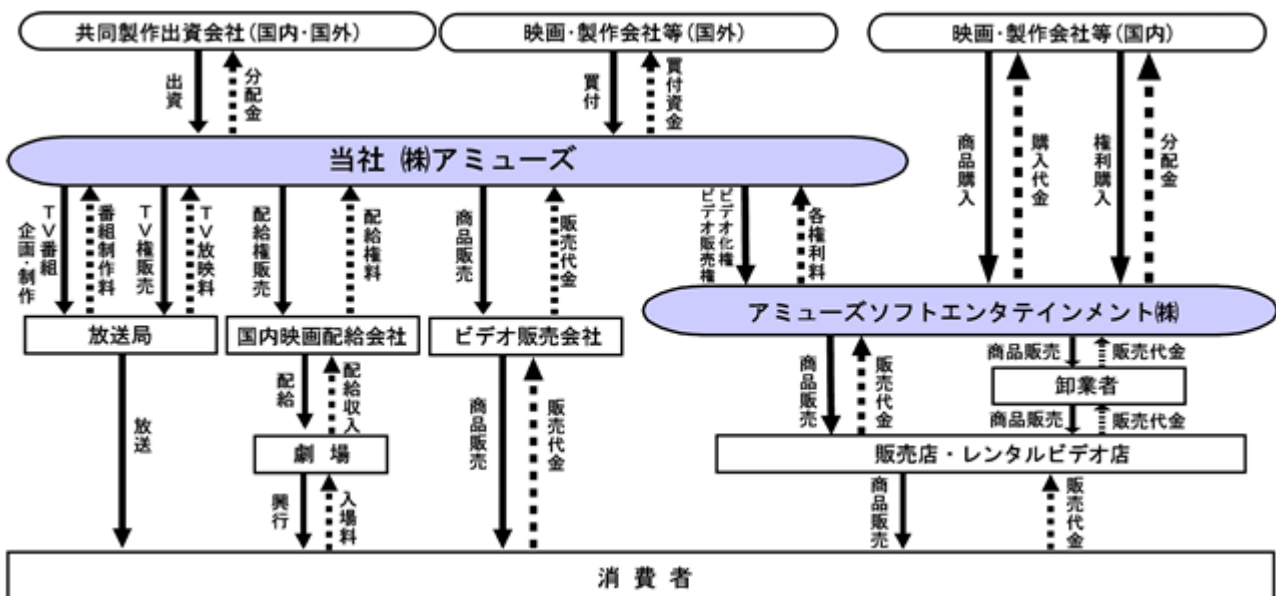 共同製作出資会社(国内・国外)
映画・製作会社等(国外)
映画・製作会社等(国内)
出資
分配金
買付
買付資金
商品購入
購入代金
権利購入
分配金
当社 ㈱アミューズ
TV番組
企画・制作
番組制作料
TV権販売
TV放映料
配給権販売
配給権料
商品販売
販売代金
ビデオ化権
ビデオ販売権
各権利料
アミューズソフトエンタテインメント㈱
放送局
国内映画配給会社
ビデオ販売会社
商品販売
販売代金
商品販売
販売代金
卸業者
商品販売
販売代金
放送
配給
配給収入
商品販売
販売代金
劇 場
販売店・レンタルビデオ店
興行
入場料
商品販売
販売代金
消 費 者